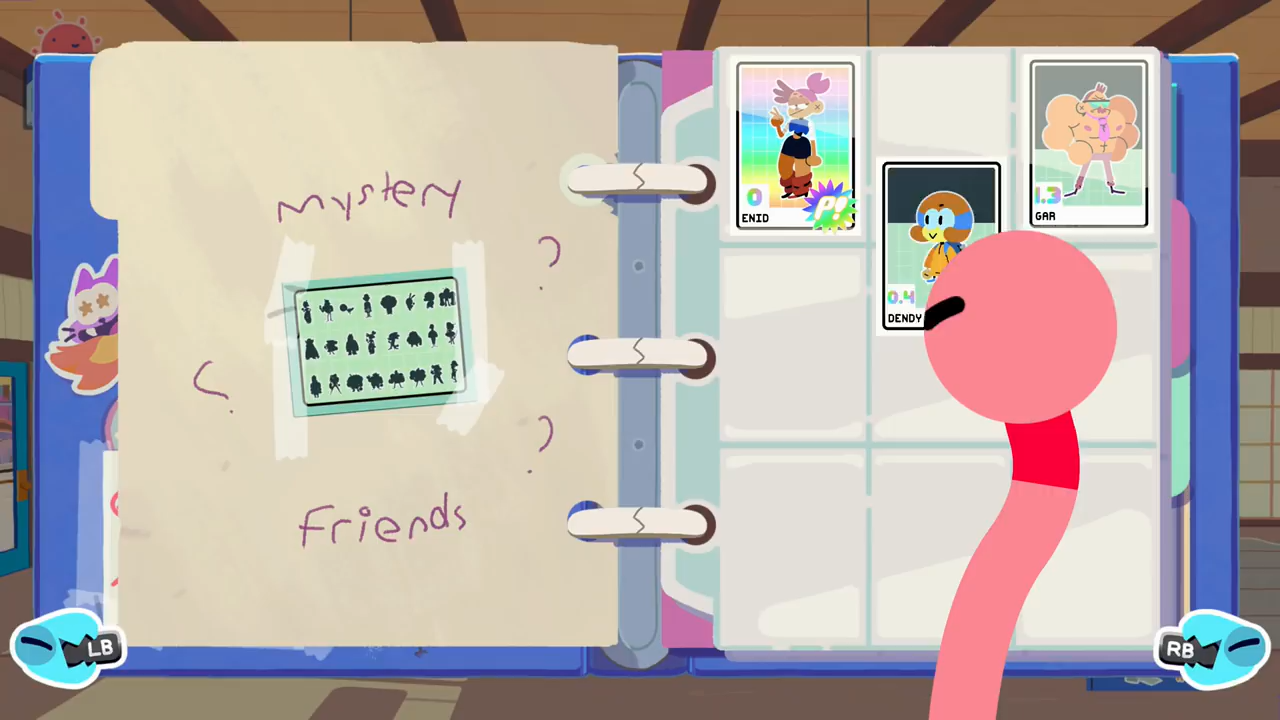 mystery
?
?
?
Friends
0
P!
ENID
0.4
DENDY
1.3
GAR
LB
RB